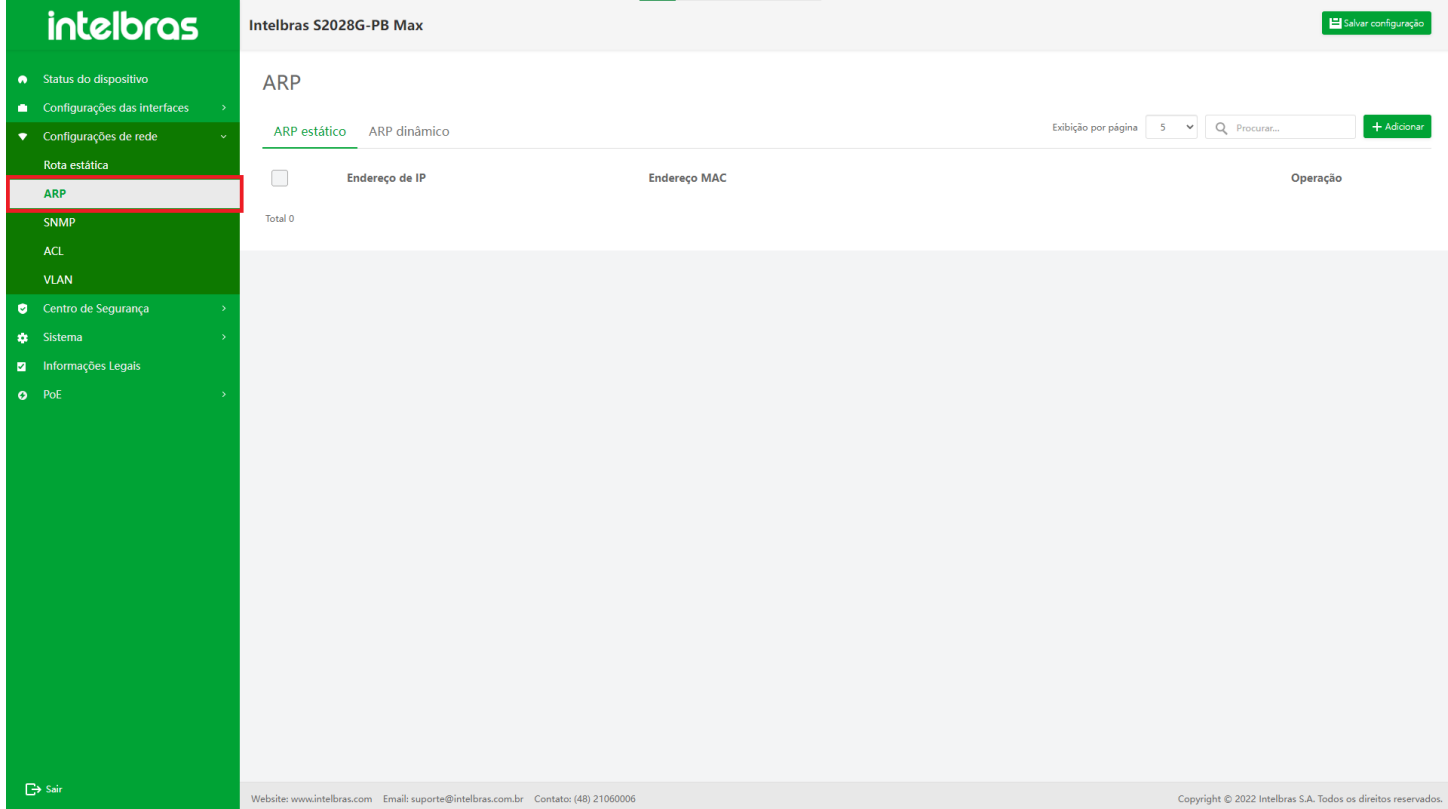 intelbras
Intelbras S2028G-PB Max
Salvar configuração
Status do dispositivo
Configurações das interfaces
Configurações de rede
Rota estática
ARP
SNMP
ACL
VLAN
Centro de Segurança
Sistema
Informações Legais
PoE
Sair
ARP
ARP estático ARP dinâmico
Exibição por página 5 Procurar... + Adicionar
Endereço de IP Endereço MAC Operação
Total 0
Website: www.intelbras.com Email: suporte@intelbras.com.br Contato: (48) 21060006
Copyright © 2022 Intelbras S.A. Todos os direitos reservados.